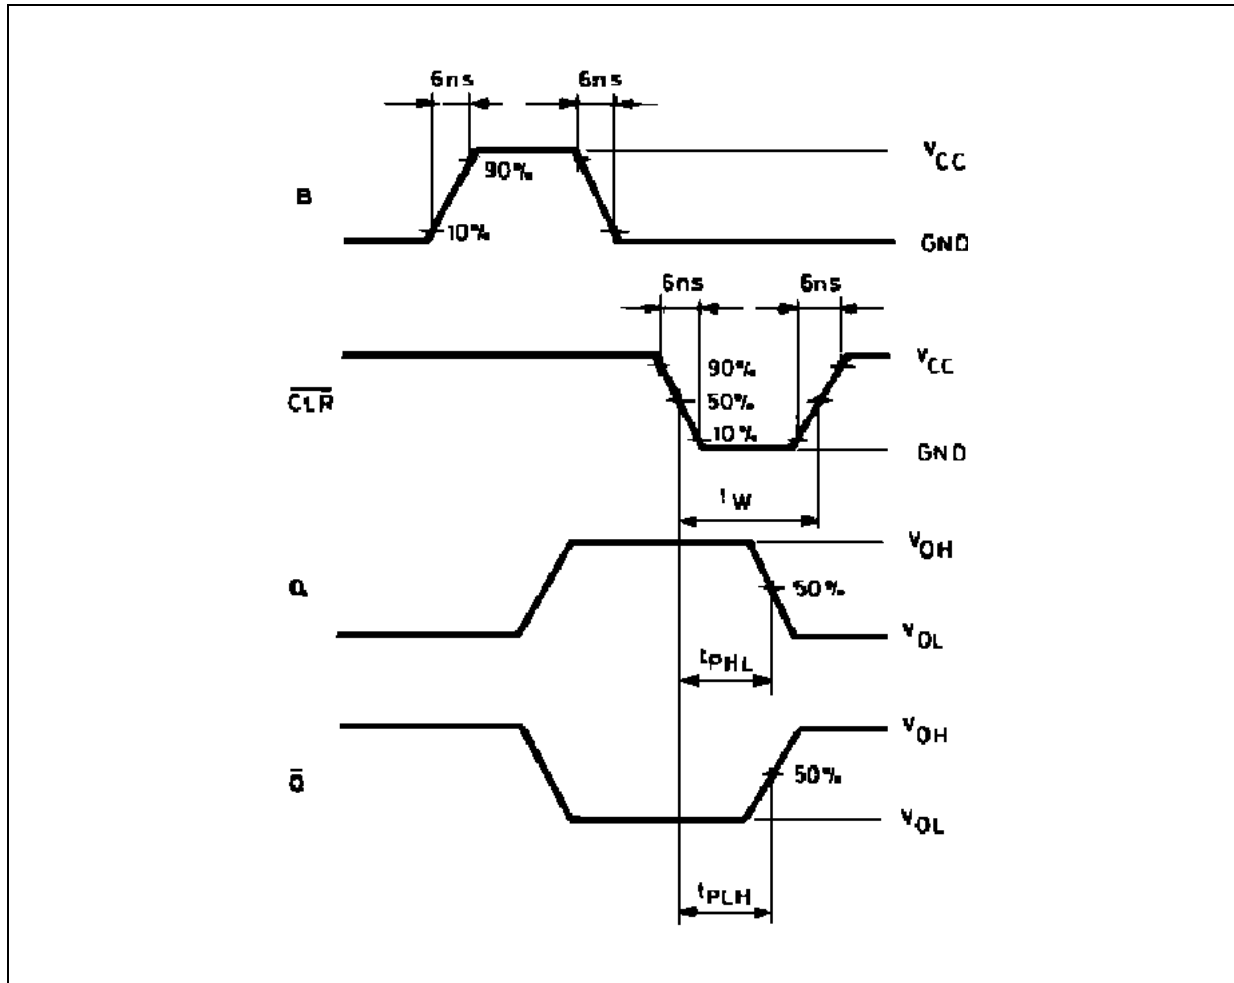 6ns 6ns
VCC
90%
B
10%
GND
6ns 6ns
VCC
90%
C̅L̅R̅
50%
10%
GND
tW
VOH
Q
50%
VOL
tPHL
VOH
Q̅
50%
VOL
tPLH